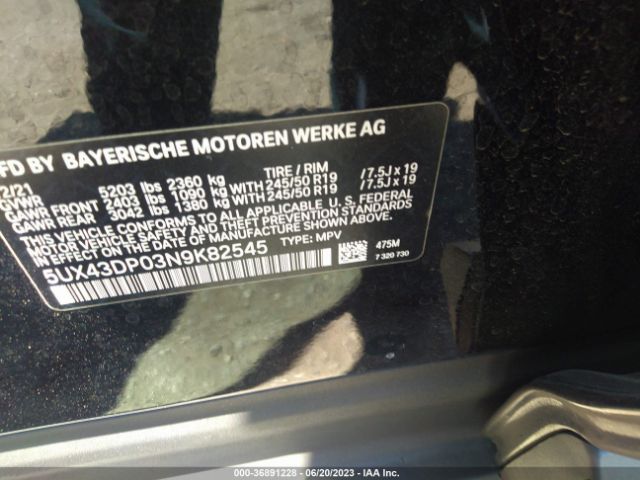 MFD BY BAYERISCHE MOTOREN WERKE AG
2/21
GVWR 5203 lbs 2360 kg TIRE / RIM
GAWR FRONT 2403 lbs 1090 kg WITH 245/50 R19 /7.5J x 19
GAWR REAR 3042 lbs 1380 kg WITH 245/50 R19 /7.5J x 19
THIS VEHICLE CONFORMS TO ALL APPLICABLE U.S. FEDERAL
MOTOR VEHICLE SAFETY AND THEFT PREVENTION STANDARDS
IN EFFECT ON THE DATE OF MANUFACTURE SHOWN ABOVE.
5UX43DP03N9K82545 TYPE: MPV
475M
7 320 730
000-36891228 - 06/20/2023 - IAA Inc.